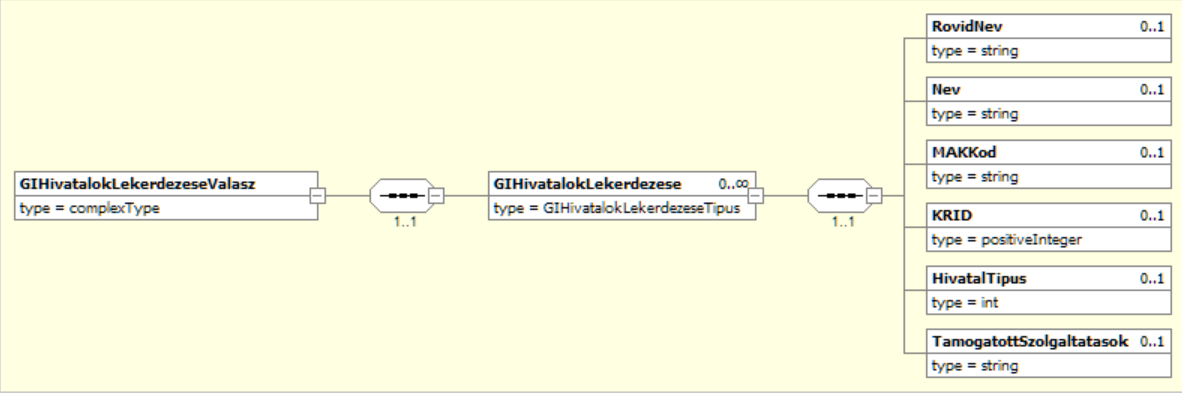 GIHivatalokLekerdezeseValasz
type = complexType
1..1
GIHivatalokLekerdezese 0..∞
type = GIHivatalokLekerdezeseTipus
1..1
RovidNev 0..1
type = string
Nev 0..1
type = string
MAKKod 0..1
type = string
KRID 0..1
type = positiveInteger
HivatalTipus 0..1
type = int
TamogatottSzolgaltatasok 0..1
type = string